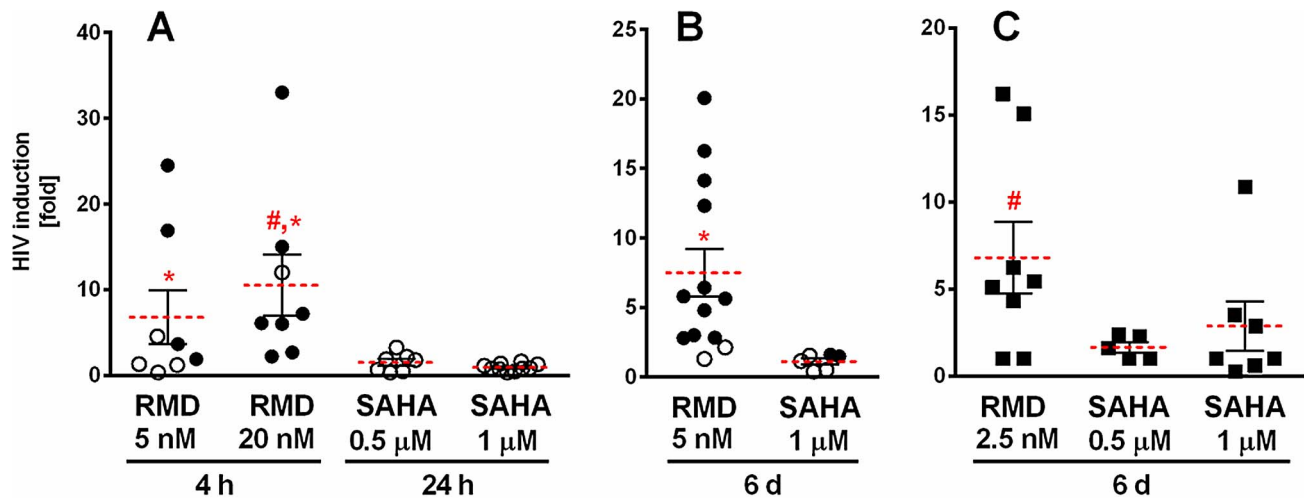 A
B
C
HIV induction
[fold]
40
30
20
10
0
25
20
15
10
5
0
20
15
10
5
0
*
#,*
*
#
RMD
5 nM
RMD
20 nM
SAHA
0.5 μM
SAHA
1 μM
4 h
24 h
RMD
5 nM
SAHA
1 μM
6 d
RMD
2.5 nM
SAHA
0.5 μM
SAHA
1 μM
6 d